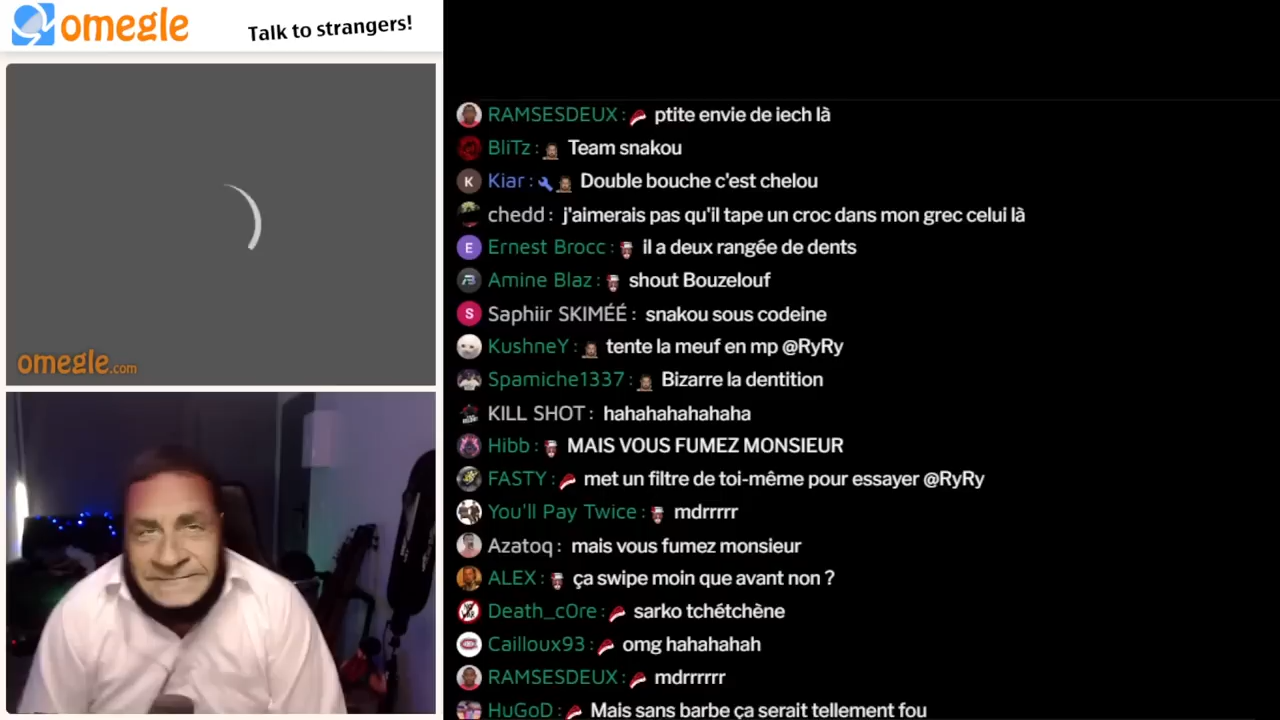 omegle
Talk to strangers!
omegle.com
RAMSESDEUX : ptite envie de iech là
BliTz : Team snakou
K Kiar : Double bouche c'est chelou
chedd : j'aimerais pas qu'il tape un croc dans mon grec celui là
E Ernest Brocc : il a deux rangée de dents
Amine Blaz : shout Bouzelouf
S Saphiir SKIMÉÉ : snakou sous codeine
KushneY : tente la meuf en mp @RyRy
Spamiche1337 : Bizarre la dentition
KILL SHOT : hahahahahahaha
Hibb : MAIS VOUS FUMEZ MONSIEUR
FASTY : met un filtre de toi-même pour essayer @RyRy
You'll Pay Twice : mdrrrrr
Azatoq : mais vous fumez monsieur
ALEX : ça swipe moin que avant non ?
Death_c0re : sarko tchétchène
Cailloux93 : omg hahahahah
RAMSESDEUX : mdrrrrrr
HuGoD : Mais sans barbe ça serait tellement fou